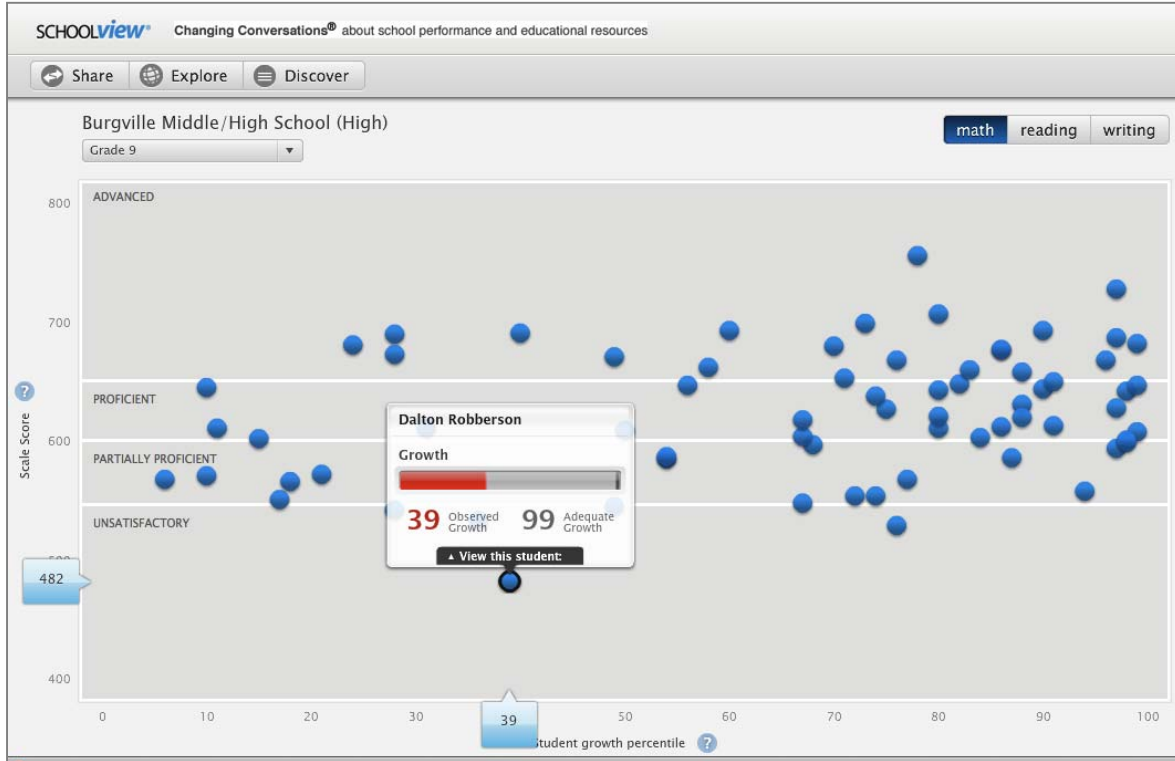 SCHOOLVIEW® Changing Conversations® about school performance and educational resources
Share Explore Discover
Burgville Middle/High School (High)
Grade 9
math reading writing
800
700
600
500
400
Scale Score
?
ADVANCED
PROFICIENT
PARTIALLY PROFICIENT
UNSATISFACTORY
482
Dalton Robberson
Growth
39 Observed Growth 99 Adequate Growth
View this student:
0 10 20 30 39 50 60 70 80 90 100
Student growth percentile ?